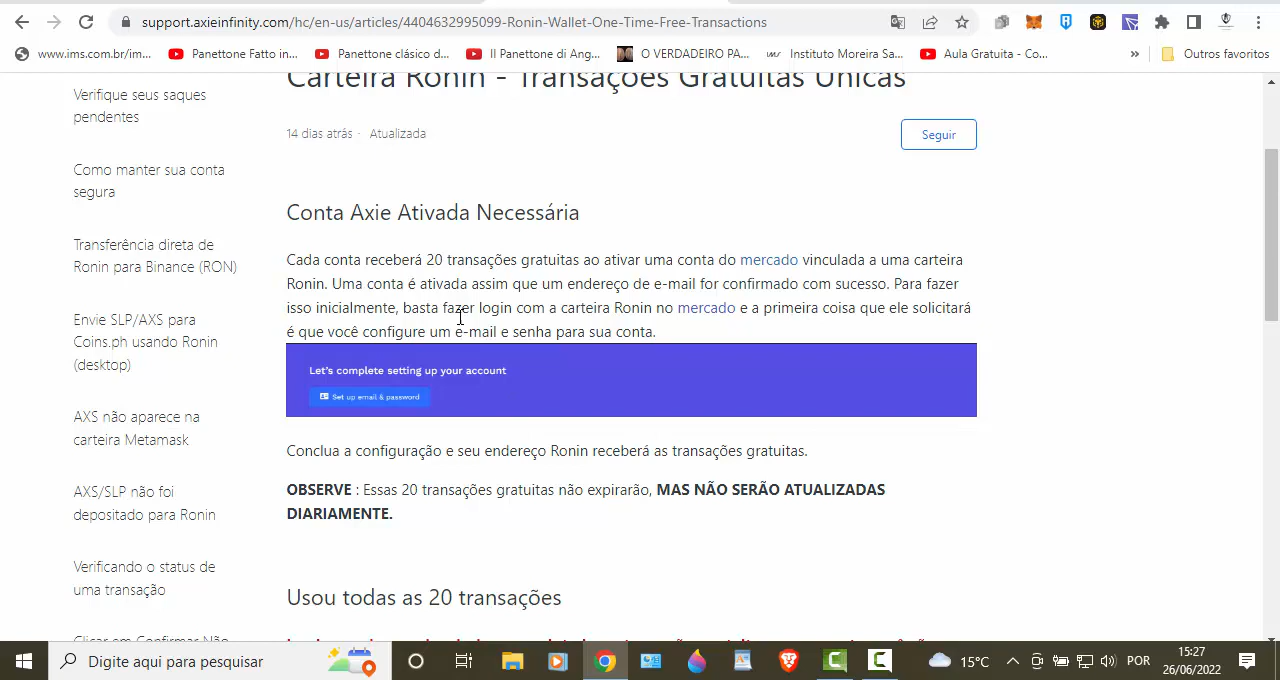 support.axieinfinity.com/hc/en-us/articles/4404632995099-Ronin-Wallet-One-Time-Free-Transactions
www.ims.com.br/im... Panettone Fatto in... Panettone clásico d... Il Panettone di Ang... O VERDADEIRO PA... Instituto Moreira Sa... Aula Gratuita - Co... » Outros favoritos
Carteira Ronin - Transações Gratuitas Únicas
14 dias atrás · Atualizada
Seguir
Verifique seus saques
pendentes
Como manter sua conta
segura
Transferência direta de
Ronin para Binance (RON)
Envie SLP/AXS para
Coins.ph usando Ronin
(desktop)
AXS não aparece na
carteira Metamask
AXS/SLP não foi
depositado para Ronin
Verificando o status de
uma transação
Clicar em Confirmar Não
Conta Axie Ativada Necessária
Cada conta receberá 20 transações gratuitas ao ativar uma conta do mercado vinculada a uma carteira
Ronin. Uma conta é ativada assim que um endereço de e-mail for confirmado com sucesso. Para fazer
isso inicialmente, basta fazer login com a carteira Ronin no mercado e a primeira coisa que ele solicitará
é que você configure um e-mail e senha para sua conta.
Let's complete setting up your account
Set up email & password
Conclua a configuração e seu endereço Ronin receberá as transações gratuitas.
OBSERVE : Essas 20 transações gratuitas não expirarão, MAS NÃO SERÃO ATUALIZADAS
DIARIAMENTE.
Usou todas as 20 transações
Digite aqui para pesquisar
15°C
POR
15:27
26/06/2022